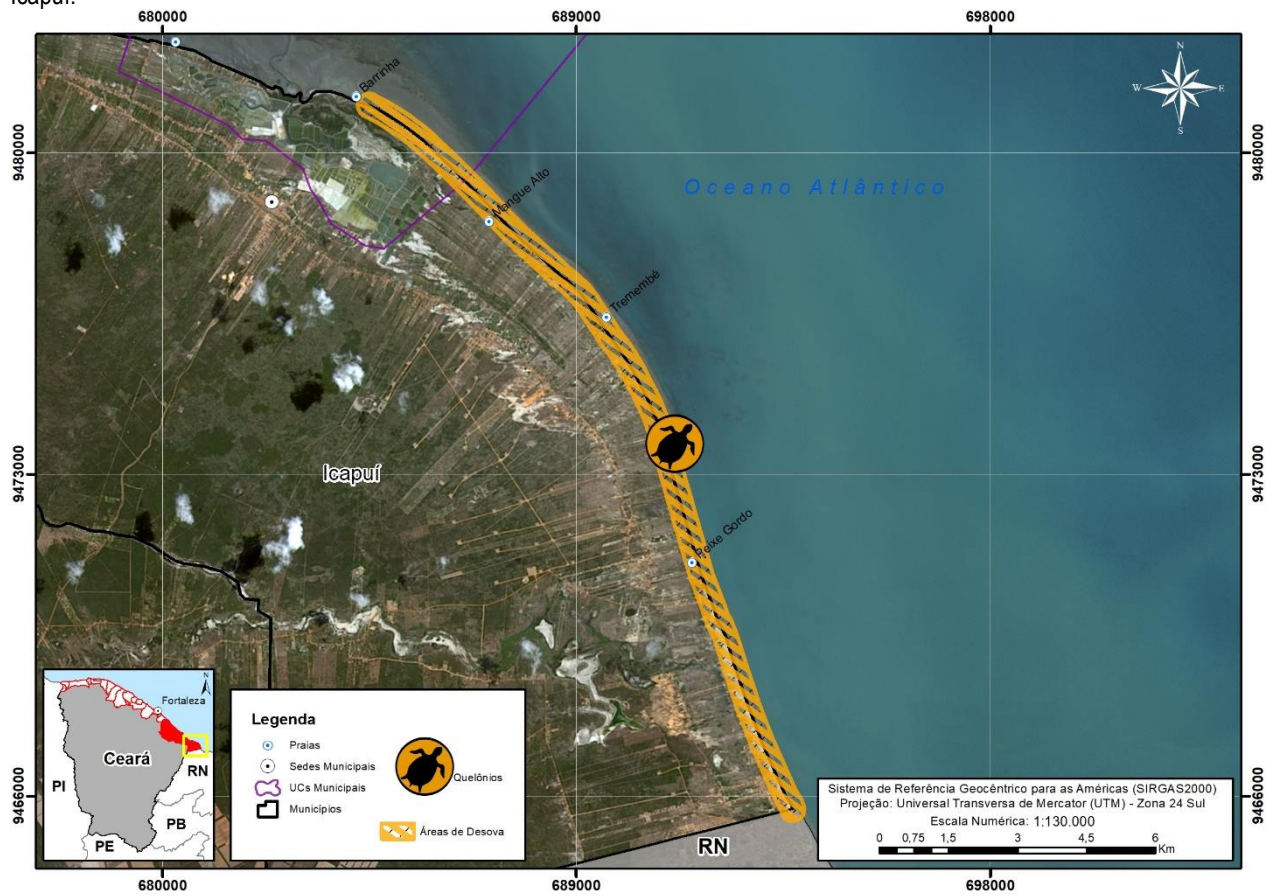 Icapuí.
680000
689000
698000
Barrinha
N
W
E
S
9480000
9480000
Mangue Alto
Oceano Atlântico
Tremembé
9473000
9473000
Icapuí
Peixe Gordo
N
Fortaleza
Ceará
RN
PI
PB
PE
Legenda
Praias
Sedes Municipais
UCs Municipais
Municípios
Quelônios
Áreas de Desova
9466000
9466000
RN
Sistema de Referência Geocêntrico para as Américas (SIRGAS2000)
Projeção: Universal Transversa de Mercator (UTM) - Zona 24 Sul
Escala Numérica: 1:130.000
0 0,75 1,5 3 4,5 6
Km
680000
689000
698000